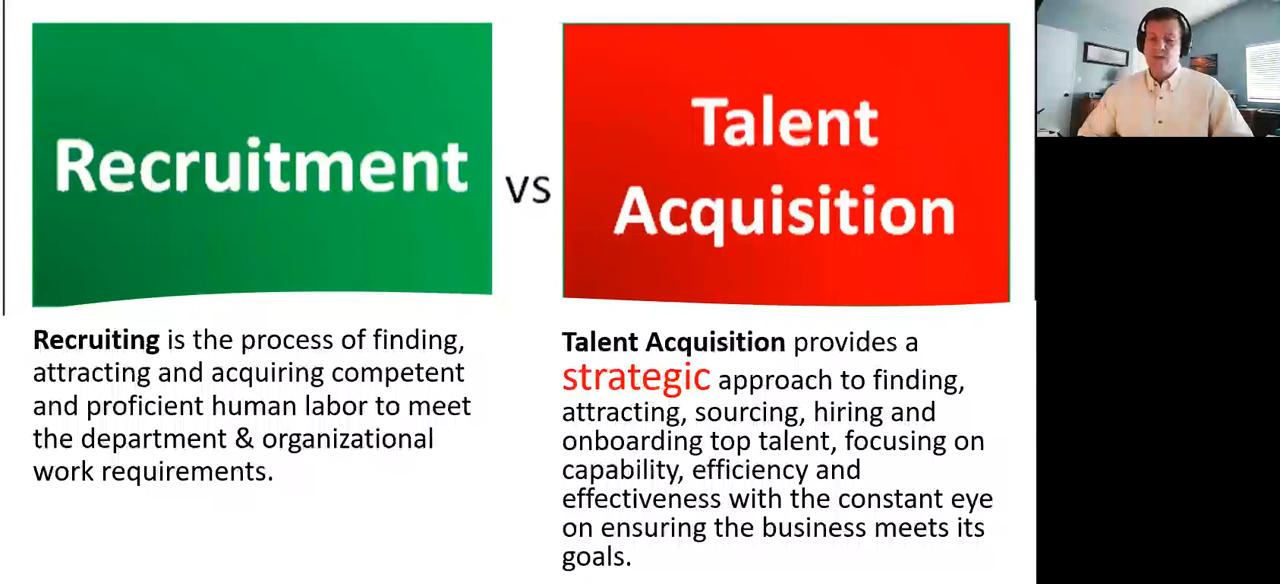 Recruitment
vs
Talent
Acquisition
Recruiting is the process of finding,
attracting and acquiring competent
and proficient human labor to meet
the department & organizational
work requirements.
Talent Acquisition provides a
strategic approach to finding,
attracting, sourcing, hiring and
onboarding top talent, focusing on
capability, efficiency and
effectiveness with the constant eye
on ensuring the business meets its
goals.